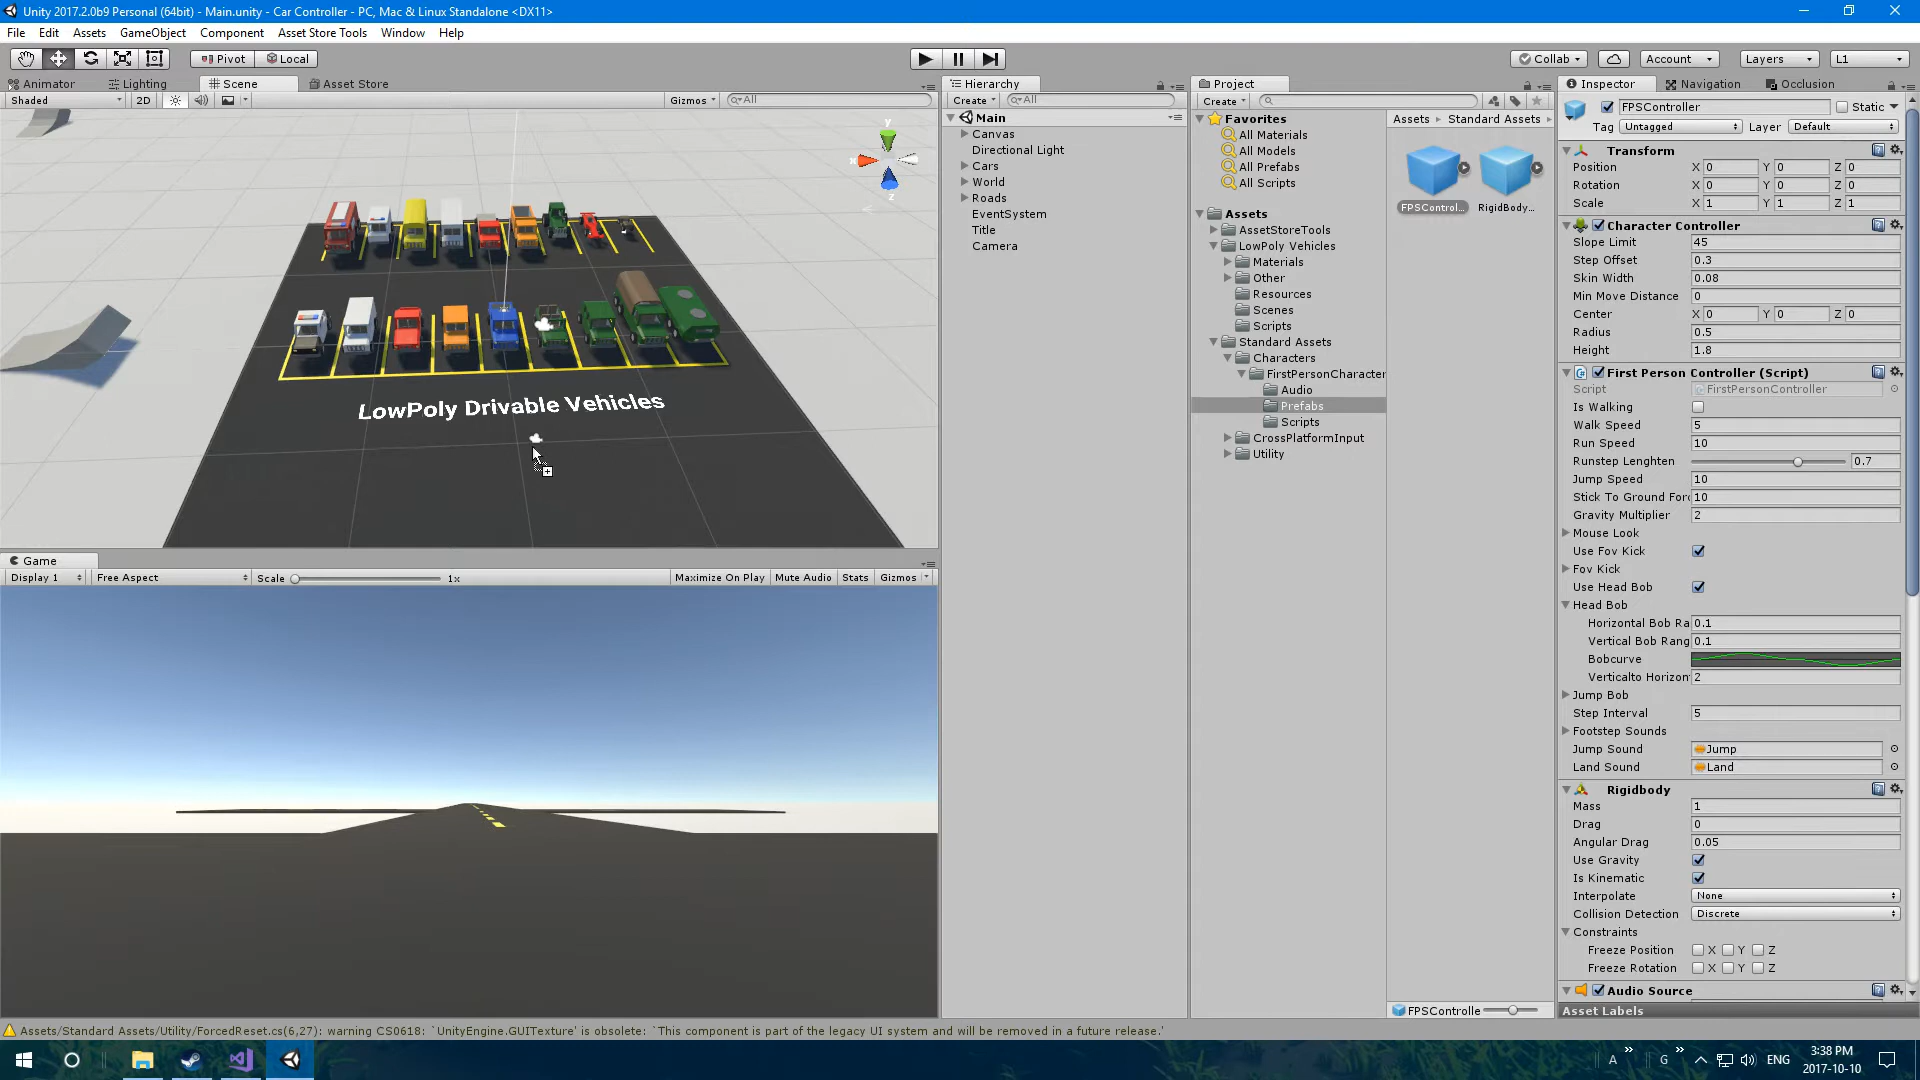 Unity 2017.2.0b9 Personal (64bit) - Main.unity - Car Controller - PC, Mac & Linux Standalone <DX11>
File Edit Assets GameObject Component Asset Store Tools Window Help
Pivot Local
Collab Account Layers L1
Animator Lighting Scene Asset Store
Shaded 2D Gizmos All
y
x
z
LowPoly Drivable Vehicles
Game
Display 1 Free Aspect Scale 1x Maximize On Play Mute Audio Stats Gizmos
Hierarchy
Create All
Main
Canvas
Directional Light
Cars
World
Roads
EventSystem
Title
Camera
Project
Create
Favorites
All Materials
All Models
All Prefabs
All Scripts
Assets
AssetStoreTools
LowPoly Vehicles
Materials
Other
Resources
Scenes
Scripts
Standard Assets
Characters
FirstPersonCharacter
Audio
Prefabs
Scripts
CrossPlatformInput
Utility
Assets Standard Assets
FPSControl... RigidBody...
FPSControlle
Inspector Navigation Occlusion
FPSController Static
Tag Untagged Layer Default
Transform
Position X 0 Y 0 Z 0
Rotation X 0 Y 0 Z 0
Scale X 1 Y 1 Z 1
Character Controller
Slope Limit 45
Step Offset 0.3
Skin Width 0.08
Min Move Distance 0
Center X 0 Y 0 Z 0
Radius 0.5
Height 1.8
First Person Controller (Script)
Script FirstPersonController
Is Walking
Walk Speed 5
Run Speed 10
Runstep Lenghten 0.7
Jump Speed 10
Stick To Ground Forc 10
Gravity Multiplier 2
Mouse Look
Use Fov Kick
Fov Kick
Use Head Bob
Head Bob
Horizontal Bob Ra 0.1
Vertical Bob Rang 0.1
Bobcurve
Verticalto Horizon 2
Jump Bob
Step Interval 5
Footstep Sounds
Jump Sound Jump
Land Sound Land
Rigidbody
Mass 1
Drag 0
Angular Drag 0.05
Use Gravity
Is Kinematic
Interpolate None
Collision Detection Discrete
Constraints
Freeze Position X Y Z
Freeze Rotation X Y Z
Audio Source
Asset Labels
Assets/Standard Assets/Utility/ForcedReset.cs(6,27): warning CS0618: `UnityEngine.GUITexture' is obsolete: `This component is part of the legacy UI system and will be removed in a future release.'
A » G » ENG 3:38 PM
2017-10-10